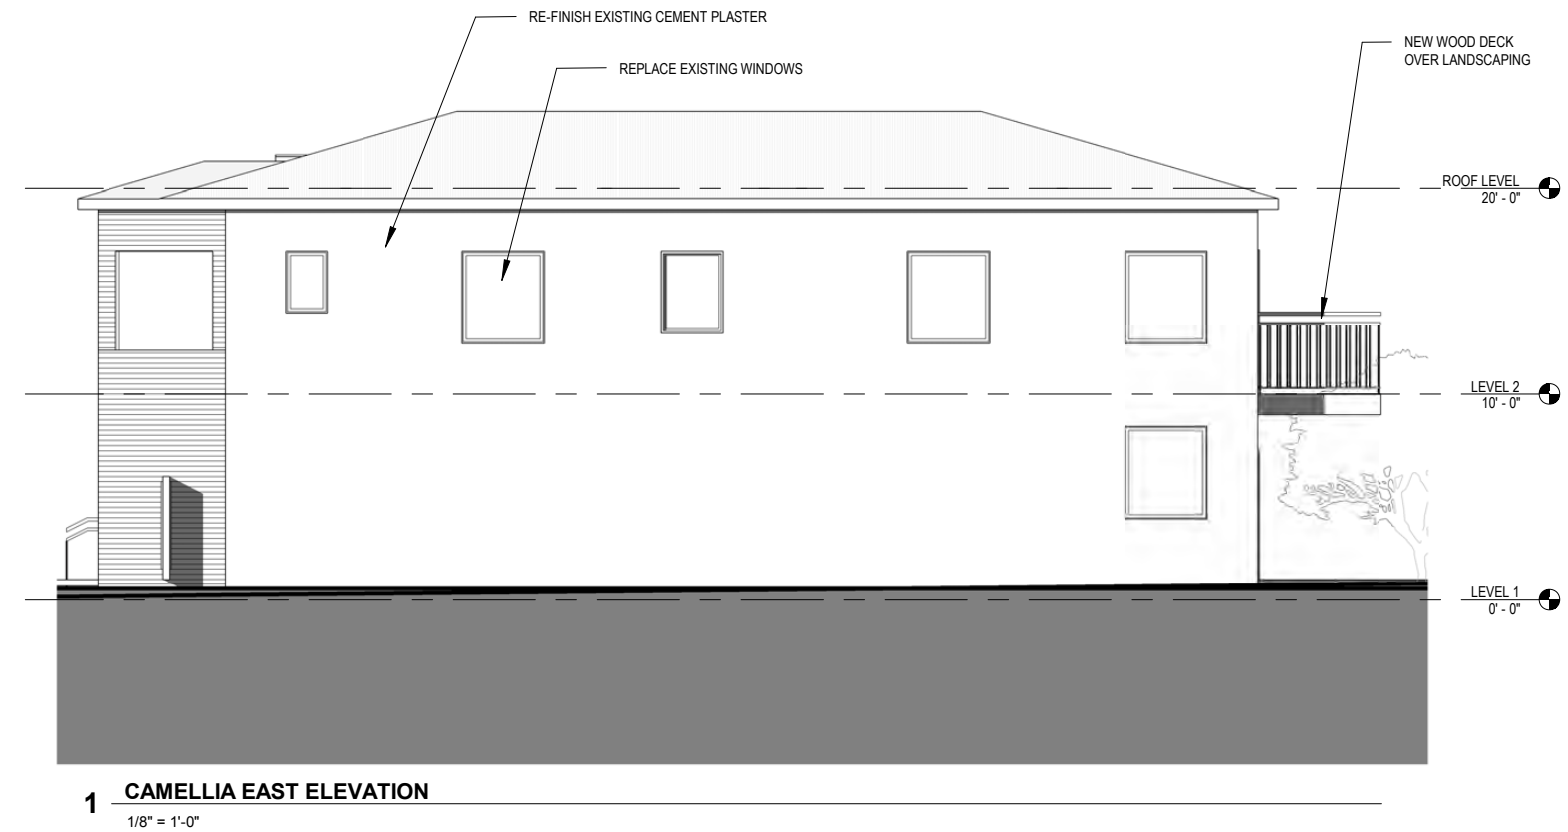 RE-FINISH EXISTING CEMENT PLASTER
REPLACE EXISTING WINDOWS
NEW WOOD DECK
OVER LANDSCAPING
ROOF LEVEL
20' - 0"
LEVEL 2
10' - 0"
LEVEL 1
0' - 0"
1 CAMELLIA EAST ELEVATION
1/8" = 1'-0"